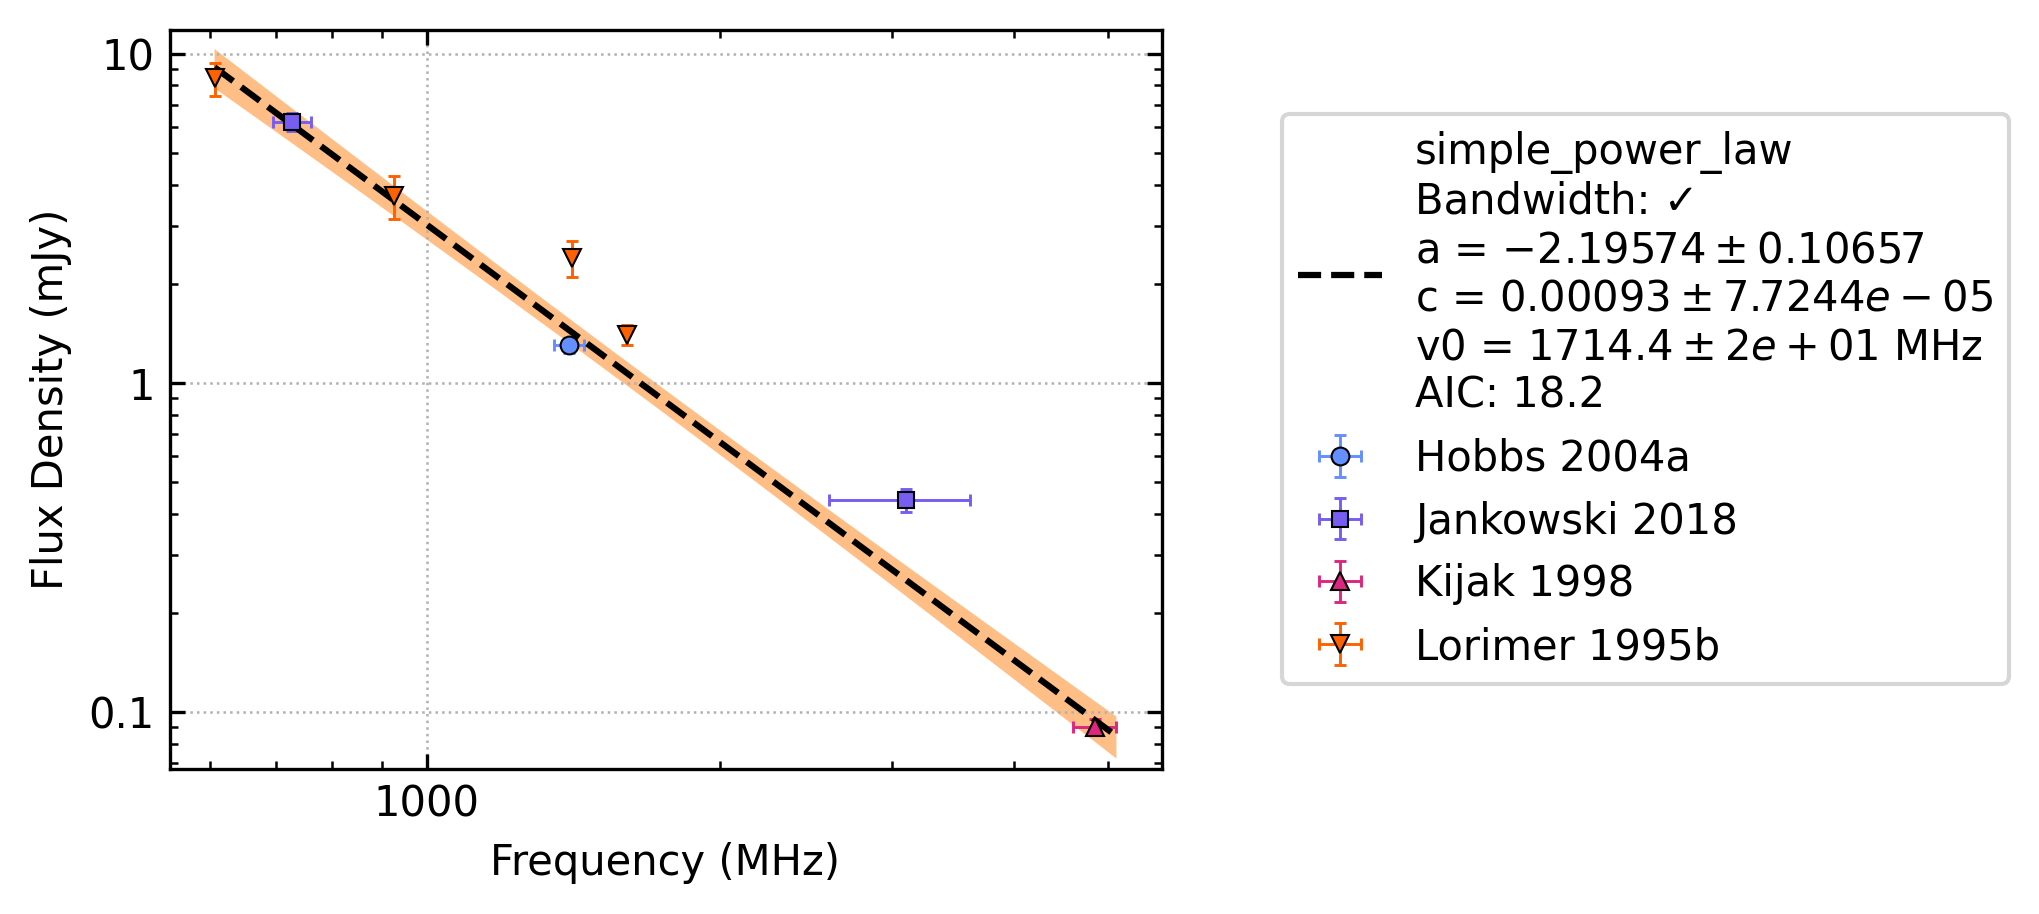 10
1
0.1
Flux Density (mJy)
1000
Frequency (MHz)
simple_power_law
Bandwidth: ✓
a = −2.19574 ± 0.10657
c = 0.00093 ± 7.7244e − 05
v0 = 1714.4 ± 2e + 01 MHz
AIC: 18.2
Hobbs 2004a
Jankowski 2018
Kijak 1998
Lorimer 1995b